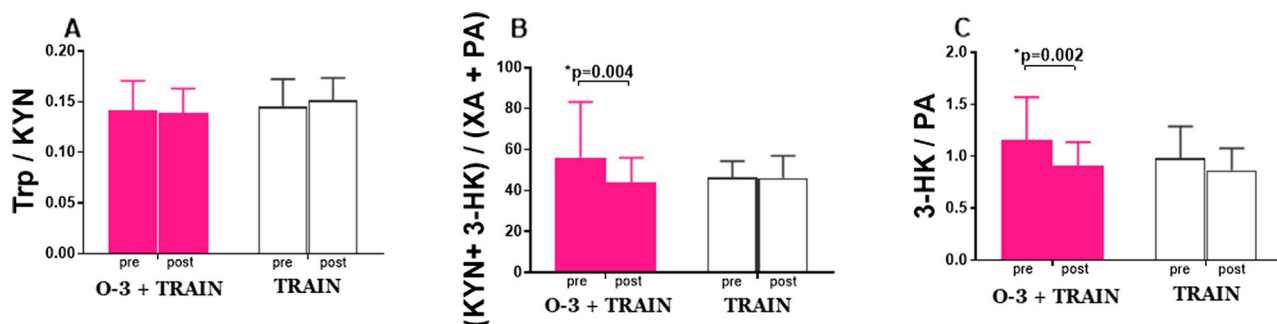 A
Trp / KYN
0.20
0.15
0.10
0.05
0.00
pre post pre post
O-3 + TRAIN TRAIN
B
(KYN+ 3-HK) / (XA + PA)
100
80
60
40
20
0
*p=0.004
pre post pre post
O-3 + TRAIN TRAIN
C
3-HK / PA
2.0
1.5
1.0
0.5
0.0
*p=0.002
pre post pre post
O-3 + TRAIN TRAIN